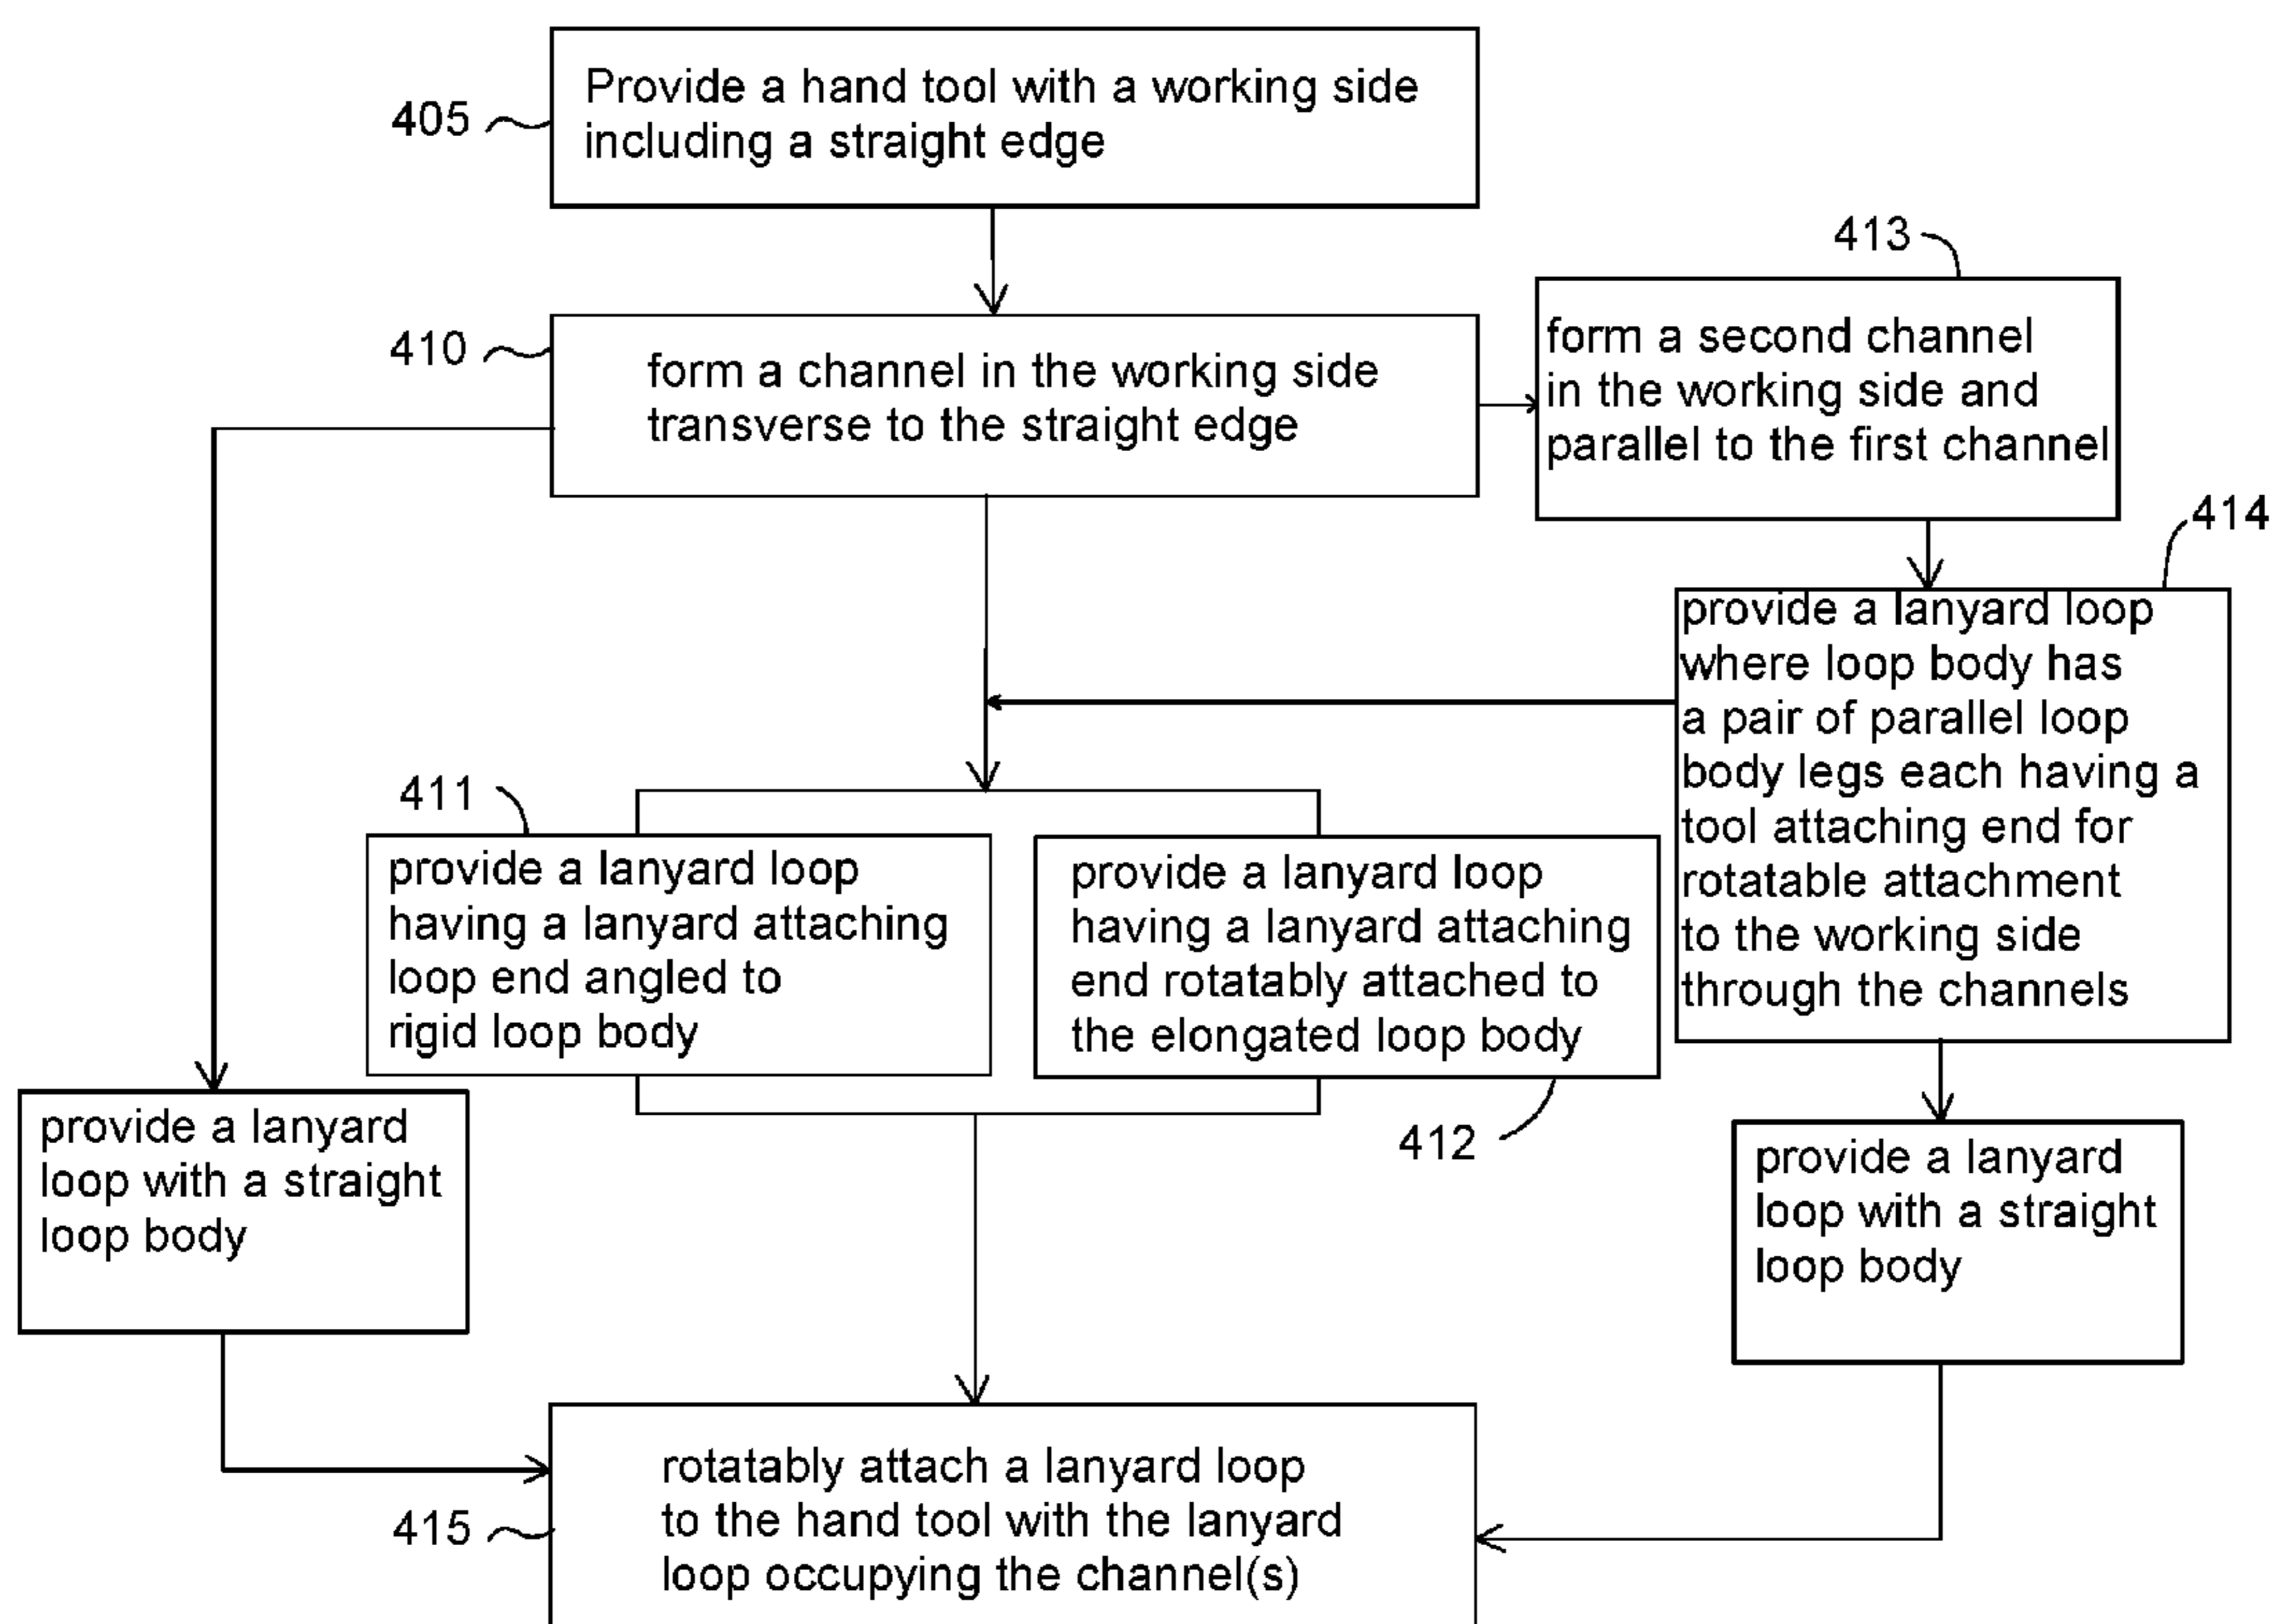 405
Provide a hand tool with a working side
including a straight edge
410
form a channel in the working side
transverse to the straight edge
413
form a second channel
in the working side and
parallel to the first channel
414
provide a lanyard loop
where loop body has
a pair of parallel loop
body legs each having a
tool attaching end for
rotatable attachment
to the working side
through the channels
411
provide a lanyard loop
having a lanyard attaching
loop end angled to
rigid loop body
provide a lanyard loop
having a lanyard attaching
end rotatably attached to
the elongated loop body
412
provide a lanyard
loop with a straight
loop body
provide a lanyard
loop with a straight
loop body
415
rotatably attach a lanyard loop
to the hand tool with the lanyard
loop occupying the channel(s)